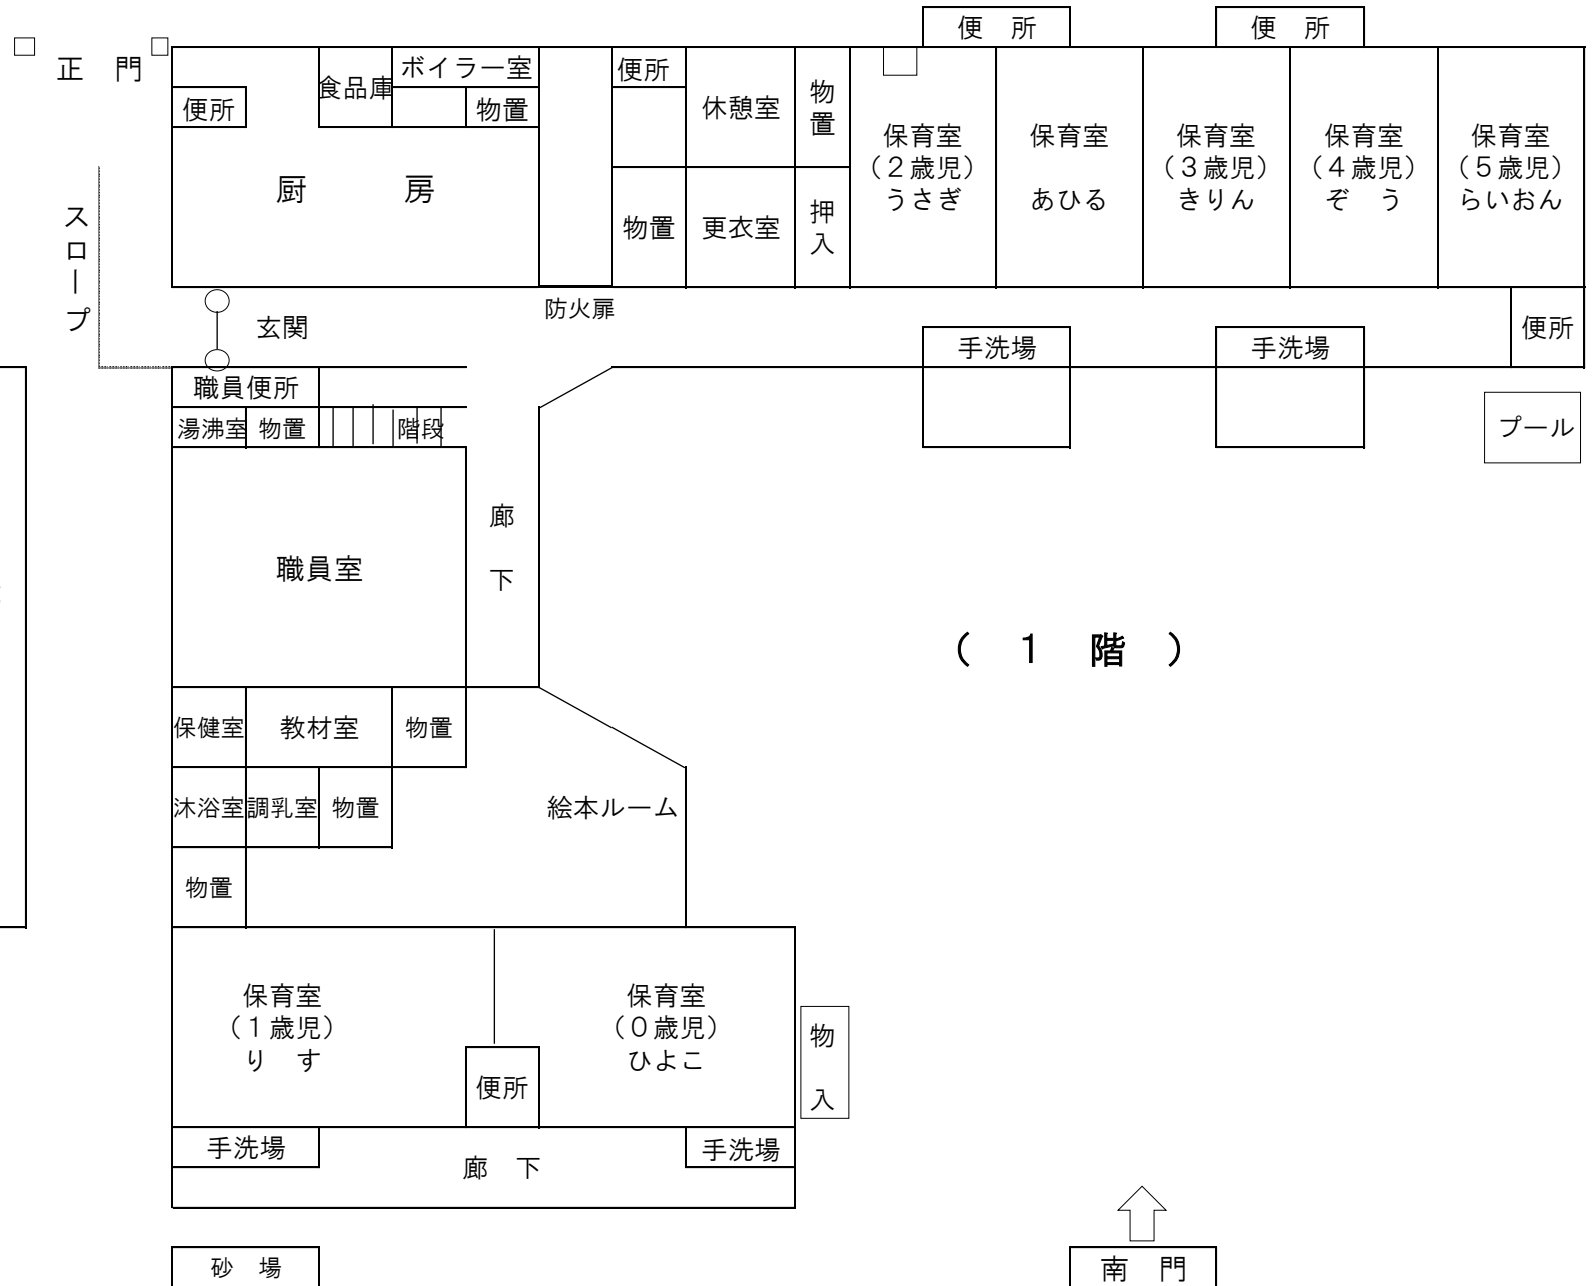 便　所
便　所
正　門
ボイラー室
食品庫
便所
物置
便所
休憩室
物置
厨　房
物置
更衣室
押入
保育室
（２歳児）
うさぎ
保育室
あひる
保育室
（３歳児）
きりん
保育室
（４歳児）
ぞ　う
保育室
（５歳児）
らいおん
スロープ
玄関
防火扉
手洗場
手洗場
便所
職員便所
湯沸室
物置
階段
プール
職員室
廊下
（　１　階　）
保健室
教材室
物置
沐浴室
調乳室
物置
絵本ルーム
物置
保育室
（１歳児）
り　す
保育室
（０歳児）
ひよこ
便所
物入
手洗場
廊　下
手洗場
砂　場
南　門